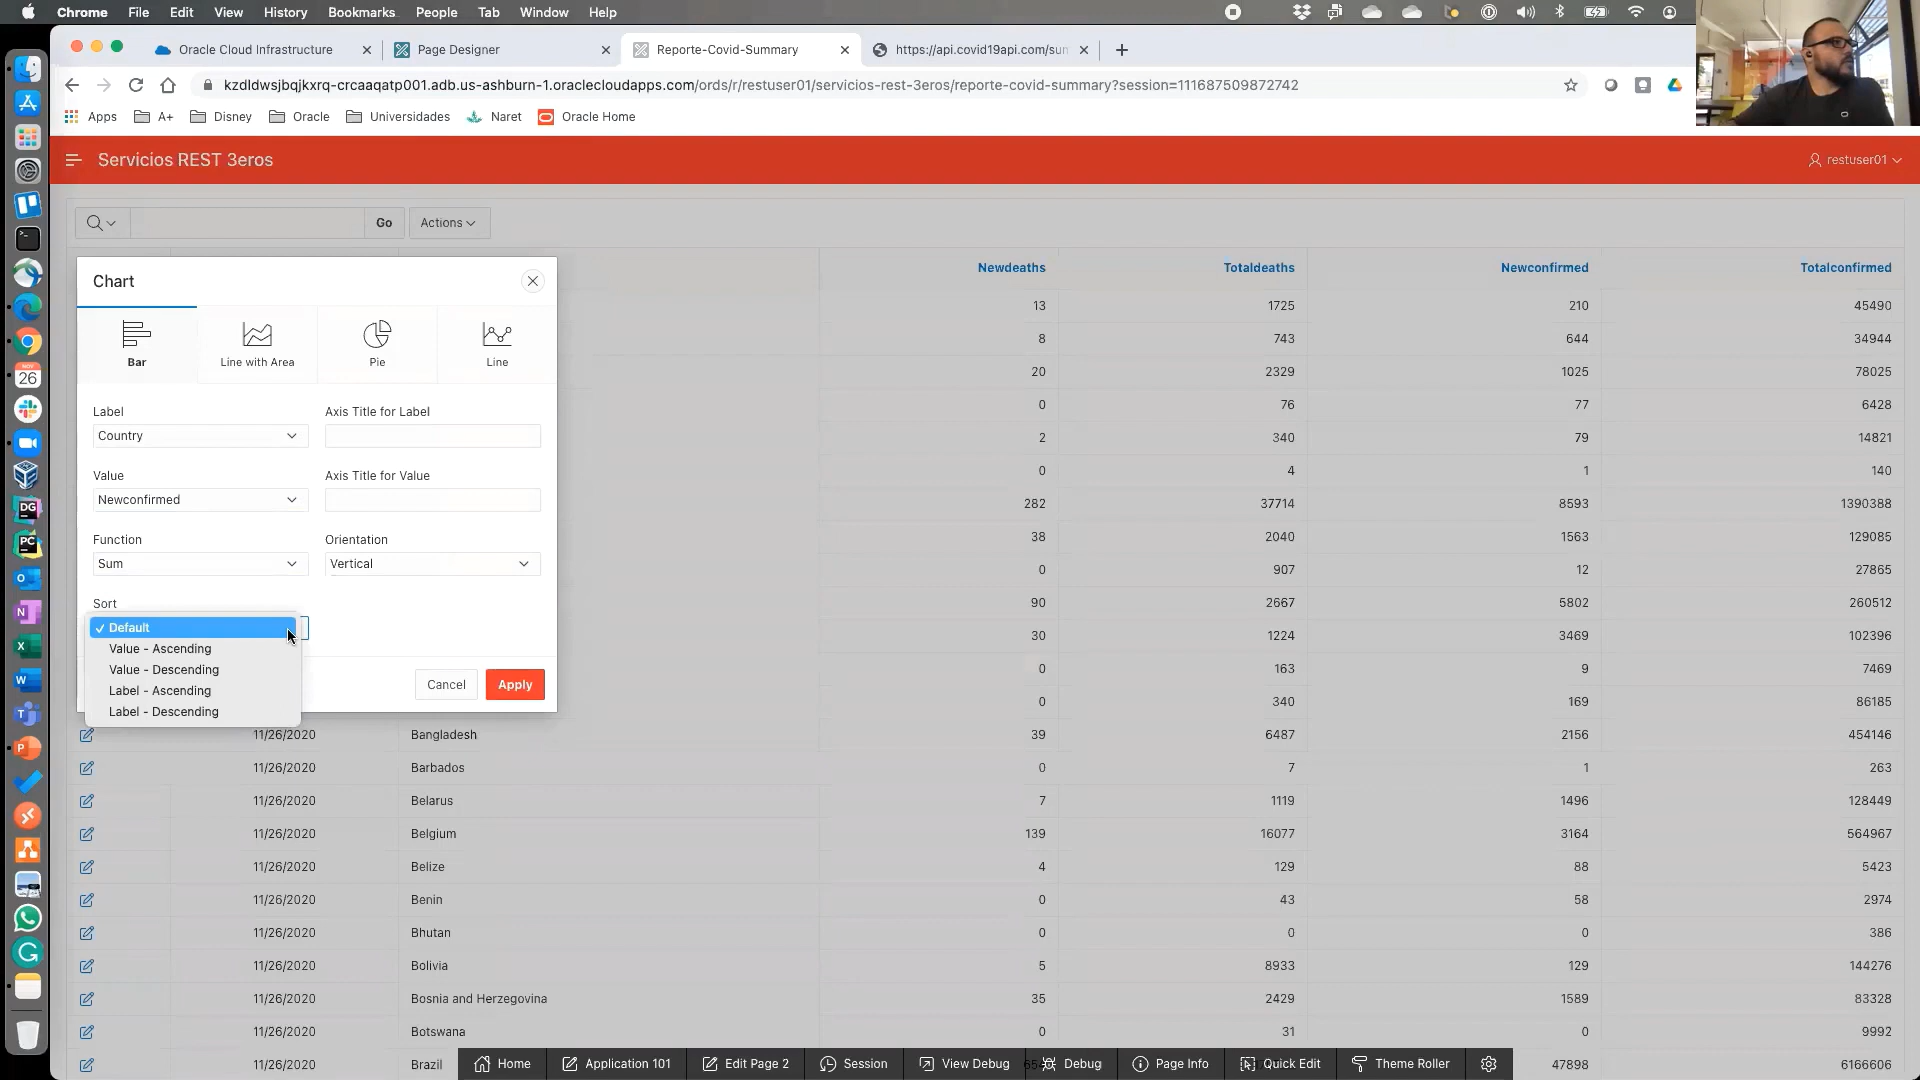 Chrome File Edit View History Bookmarks People Tab Window Help
Oracle Cloud Infrastructure
Page Designer
Reporte-Covid-Summary
https://api.covid19api.com/sum
kzdldwsjbqjkxrq-crcaaqatp001.adb.us-ashburn-1.oraclecloudapps.com/ords/r/restuser01/servicios-rest-3eros/reporte-covid-summary?session=111687509872742
Apps A+ Disney Oracle Universidades Naret Oracle Home
Servicios REST 3eros
restuser01
Go
Actions
Newdeaths Totaldeaths Newconfirmed Totalconfirmed
Chart
Bar
Line with Area
Pie
Line
Label
Country
Axis Title for Label
Value
Newconfirmed
Axis Title for Value
Function
Sum
Orientation
Vertical
Sort
✓ Default
Value - Ascending
Value - Descending
Label - Ascending
Label - Descending
Cancel
Apply
13 1725 210 45490
8 743 644 34944
20 2329 1025 78025
0 76 77 6428
2 340 79 14821
0 4 1 140
282 37714 8593 1390388
38 2040 1563 129085
0 907 12 27865
90 2667 5802 260512
30 1224 3469 102396
0 163 9 7469
0 340 169 86185
11/26/2020 Bangladesh 39 6487 2156 454146
11/26/2020 Barbados 0 7 1 263
11/26/2020 Belarus 7 1119 1496 128449
11/26/2020 Belgium 139 16077 3164 564967
11/26/2020 Belize 4 129 88 5423
11/26/2020 Benin 0 43 58 2974
11/26/2020 Bhutan 0 0 0 386
11/26/2020 Bolivia 5 8933 129 144276
11/26/2020 Bosnia and Herzegovina 35 2429 1589 83328
11/26/2020 Botswana 0 31 0 9992
11/26/2020 Brazil 47898 6166606
Home Application 101 Edit Page 2 Session View Debug Debug Page Info Quick Edit Theme Roller
NOV
26
DG
PC